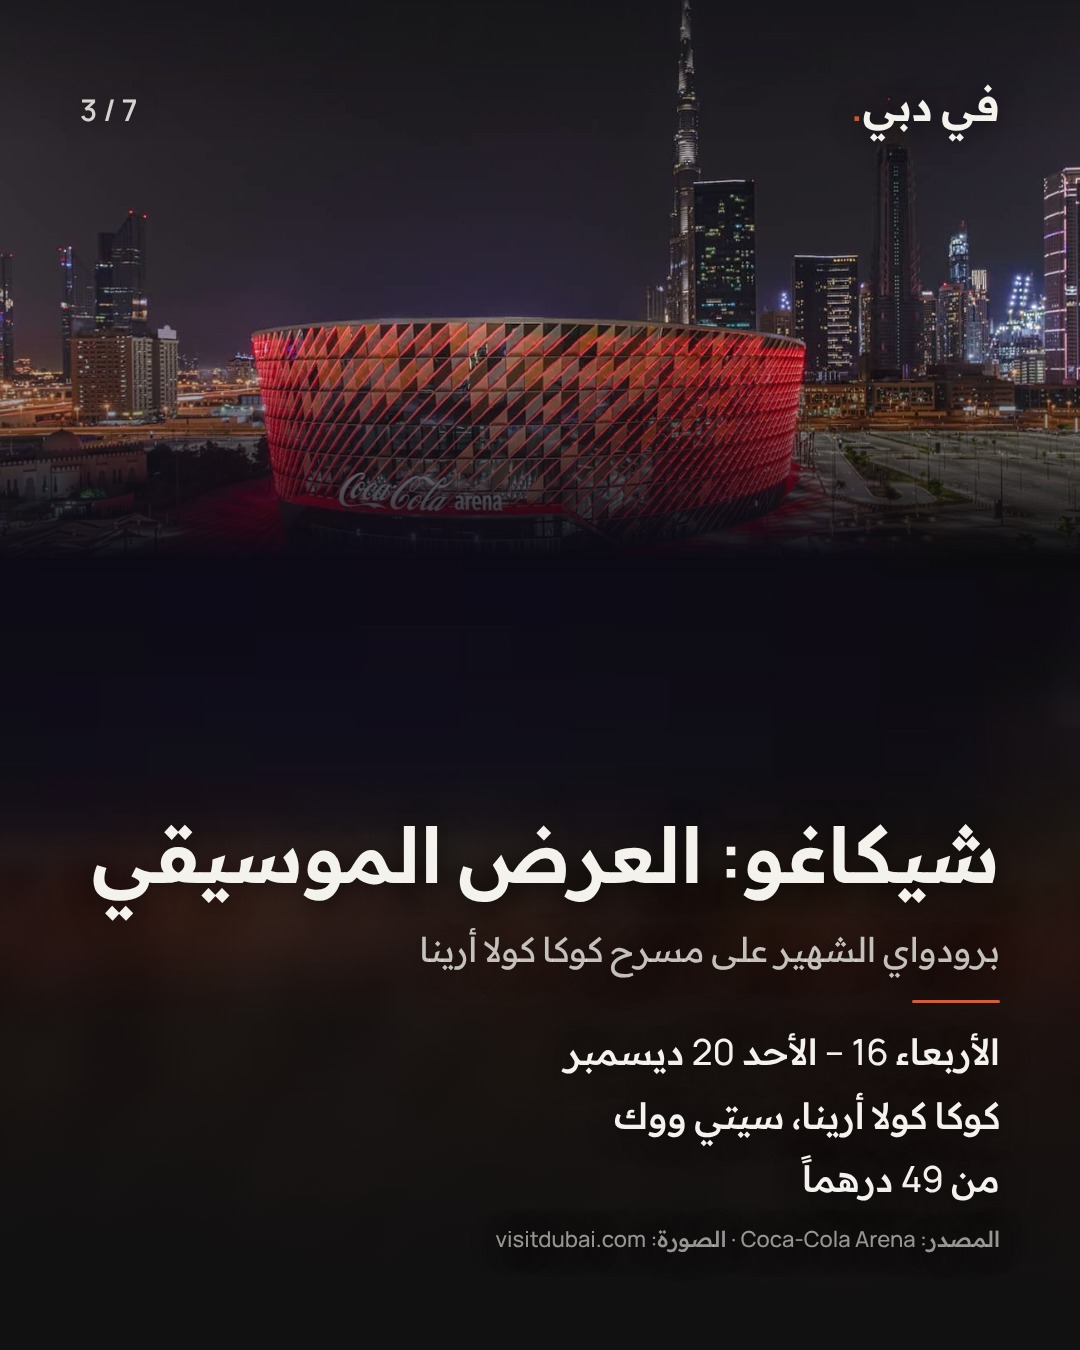 في دبي.
3 / 7
Coca-Cola arena
شيكاغو: العرض الموسيقي
برودواي الشهير على مسرح كوكا كولا أرينا
الأربعاء 16 – الأحد 20 ديسمبر
كوكا كولا أرينا، سيتي ووك
من 49 درهماً
المصدر: Coca-Cola Arena · الصورة: visitdubai.com